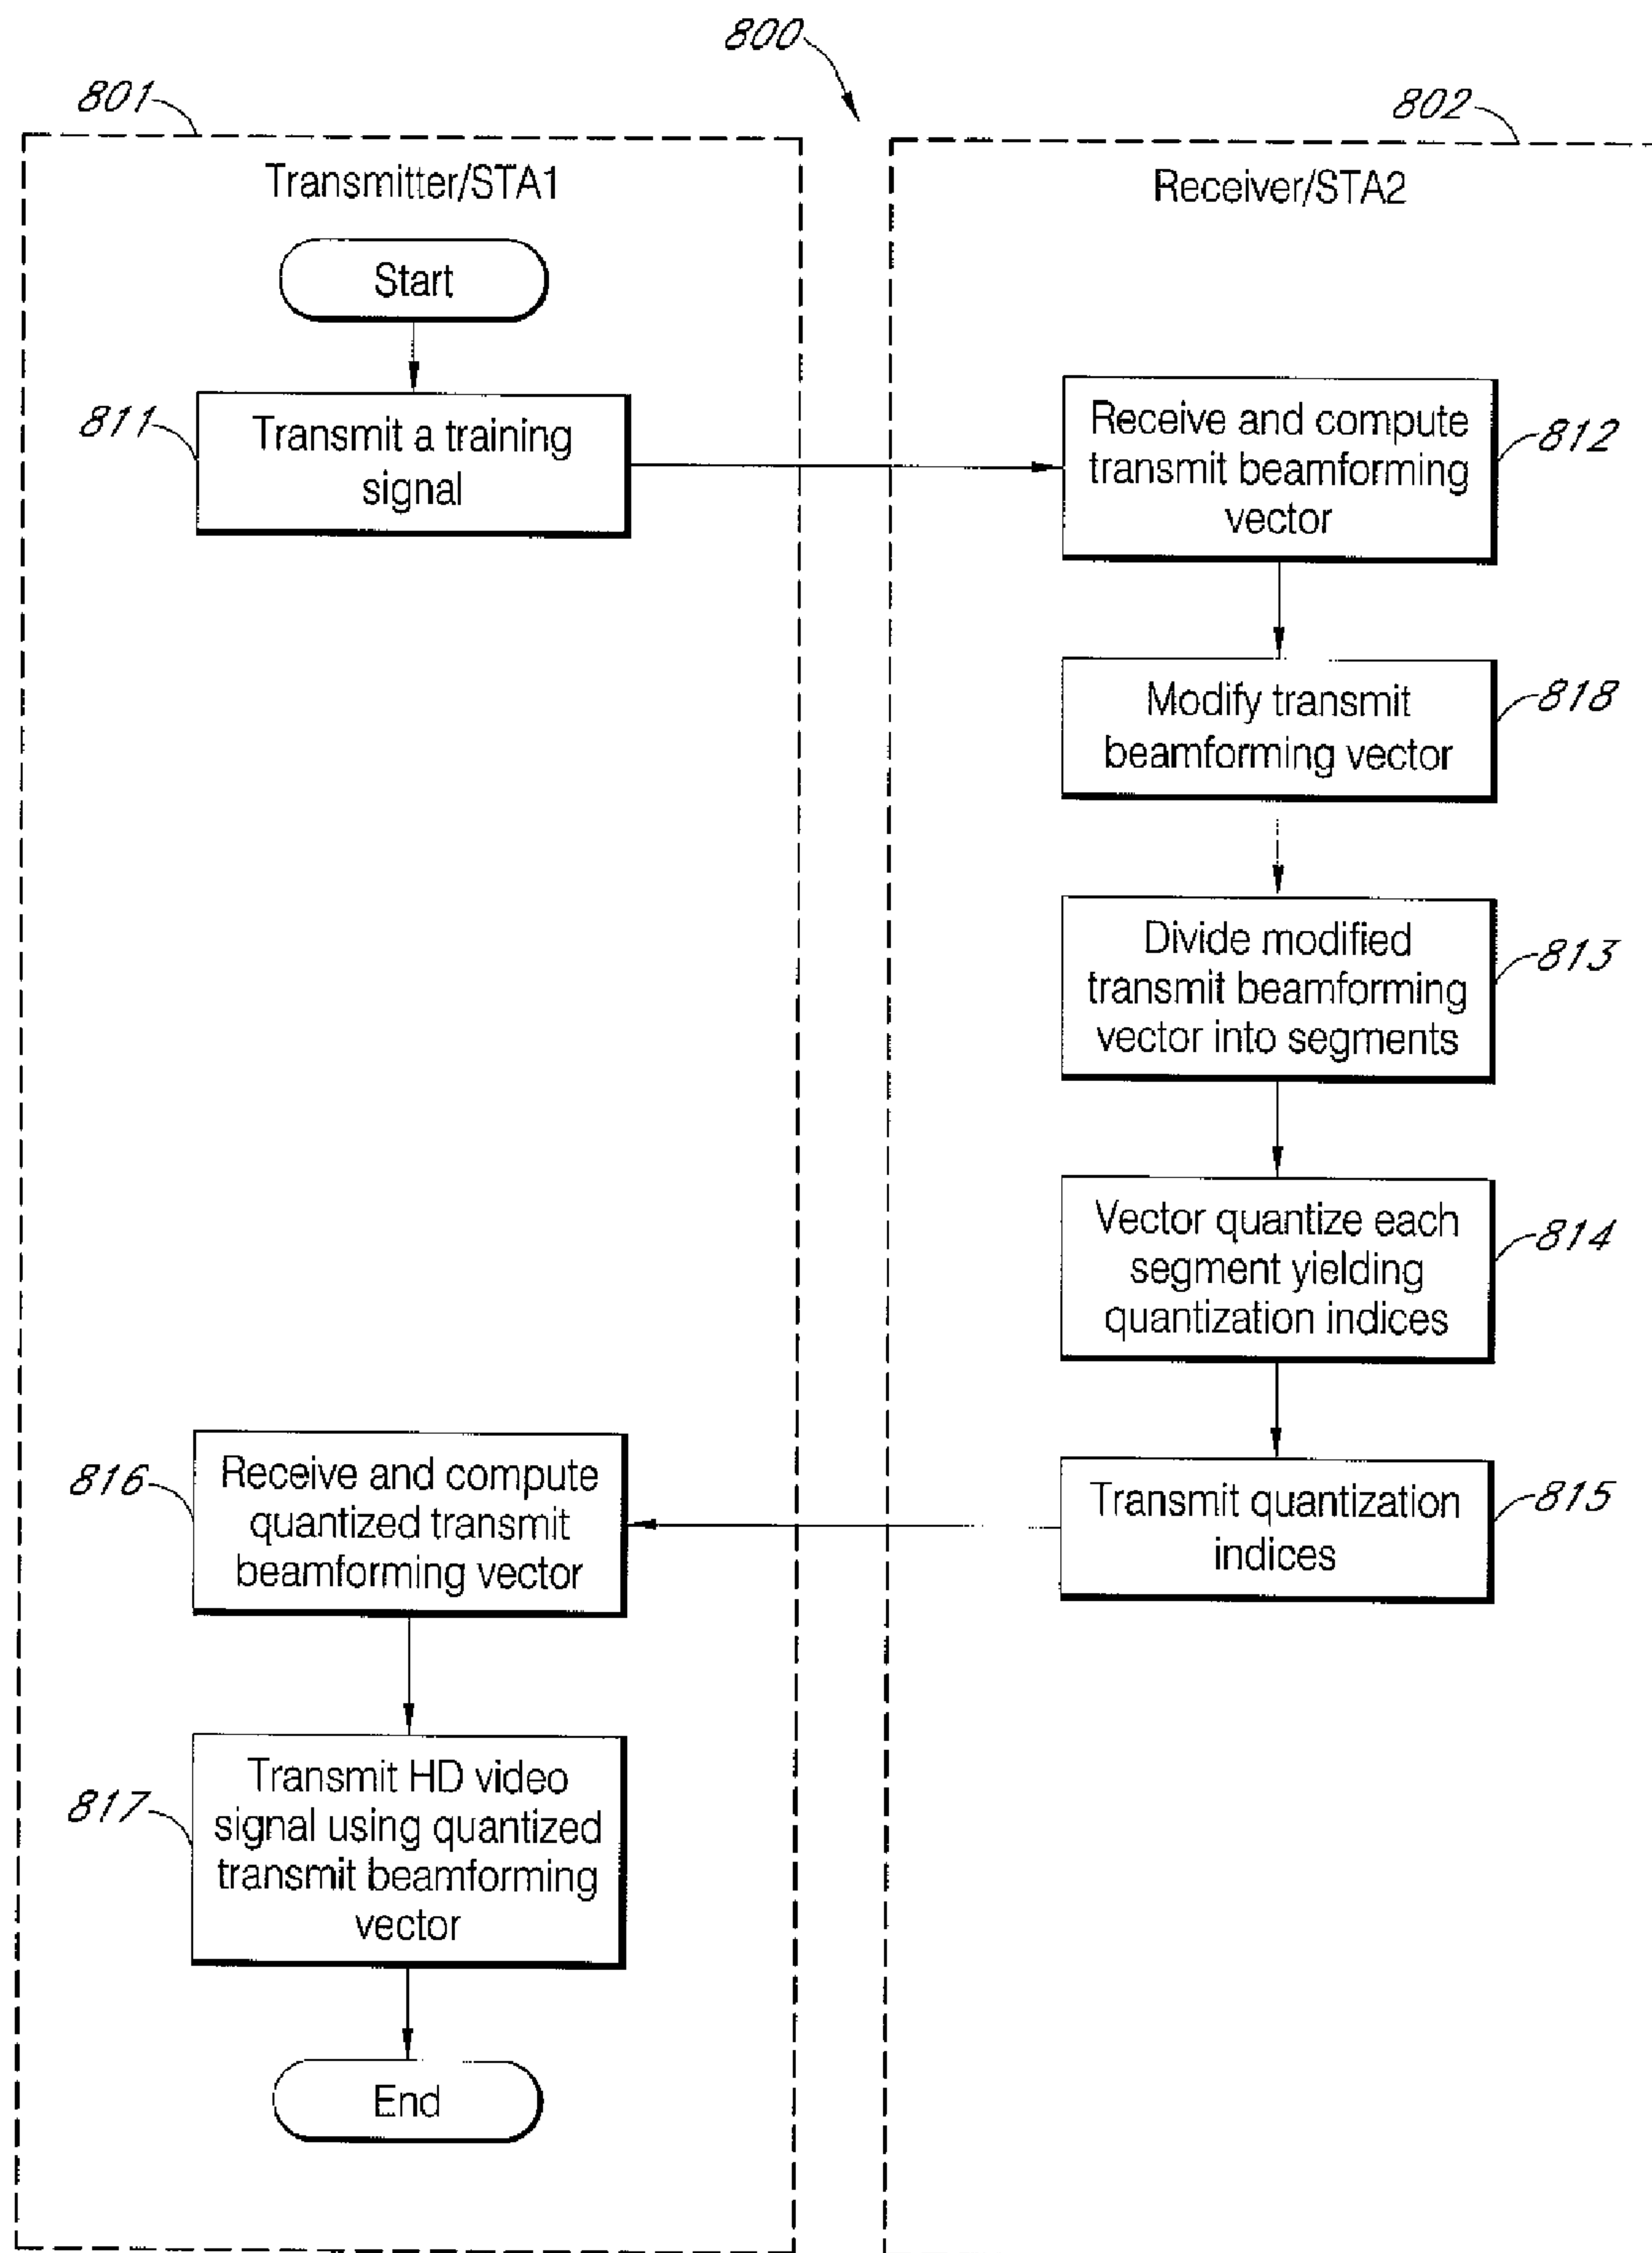 800
801
802
Transmitter/STA1
Receiver/STA2
Start
811
Transmit a training
signal
Receive and compute
transmit beamforming
vector
812
Modify transmit
beamforming vector
818
Divide modified
transmit beamforming
vector into segments
813
Vector quantize each
segment yielding
quantization indices
814
Transmit quantization
indices
815
816
Receive and compute
quantized transmit
beamforming vector
817
Transmit HD video
signal using quantized
transmit beamforming
vector
End